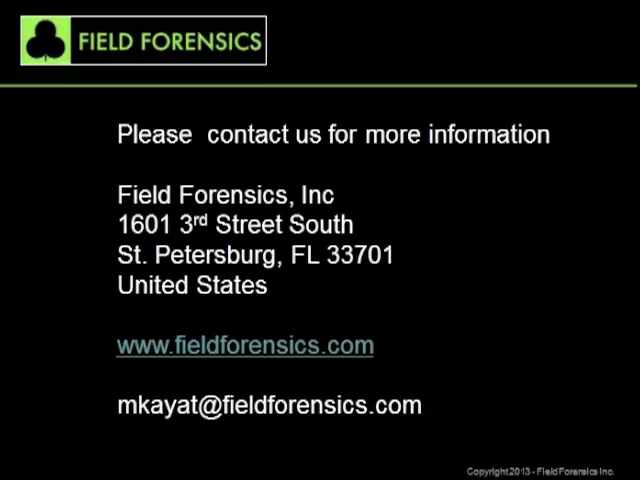 FIELD FORENSICS
Please contact us for more information
Field Forensics, Inc
1601 3rd Street South
St. Petersburg, FL 33701
United States
www.fieldforensics.com
mkayat@fieldforensics.com
Copyright 2013 - Field Forensics Inc.